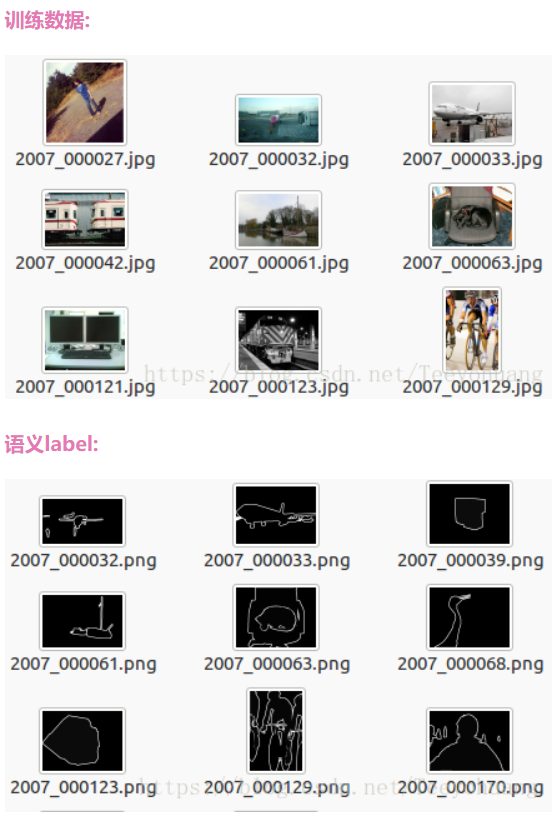 训练数据:
2007_000027.jpg 2007_000032.jpg 2007_000033.jpg
2007_000042.jpg 2007_000061.jpg 2007_000063.jpg
https://blog.csdn.net/Teeyohuang
2007_000121.jpg 2007_000123.jpg 2007_000129.jpg
语义label:
2007_000032.png 2007_000033.png 2007_000039.png
2007_000061.png 2007_000063.png 2007_000068.png
https://blog.csdn.net/Teeyohuang
2007_000123.png 2007_000129.png 2007_000170.png